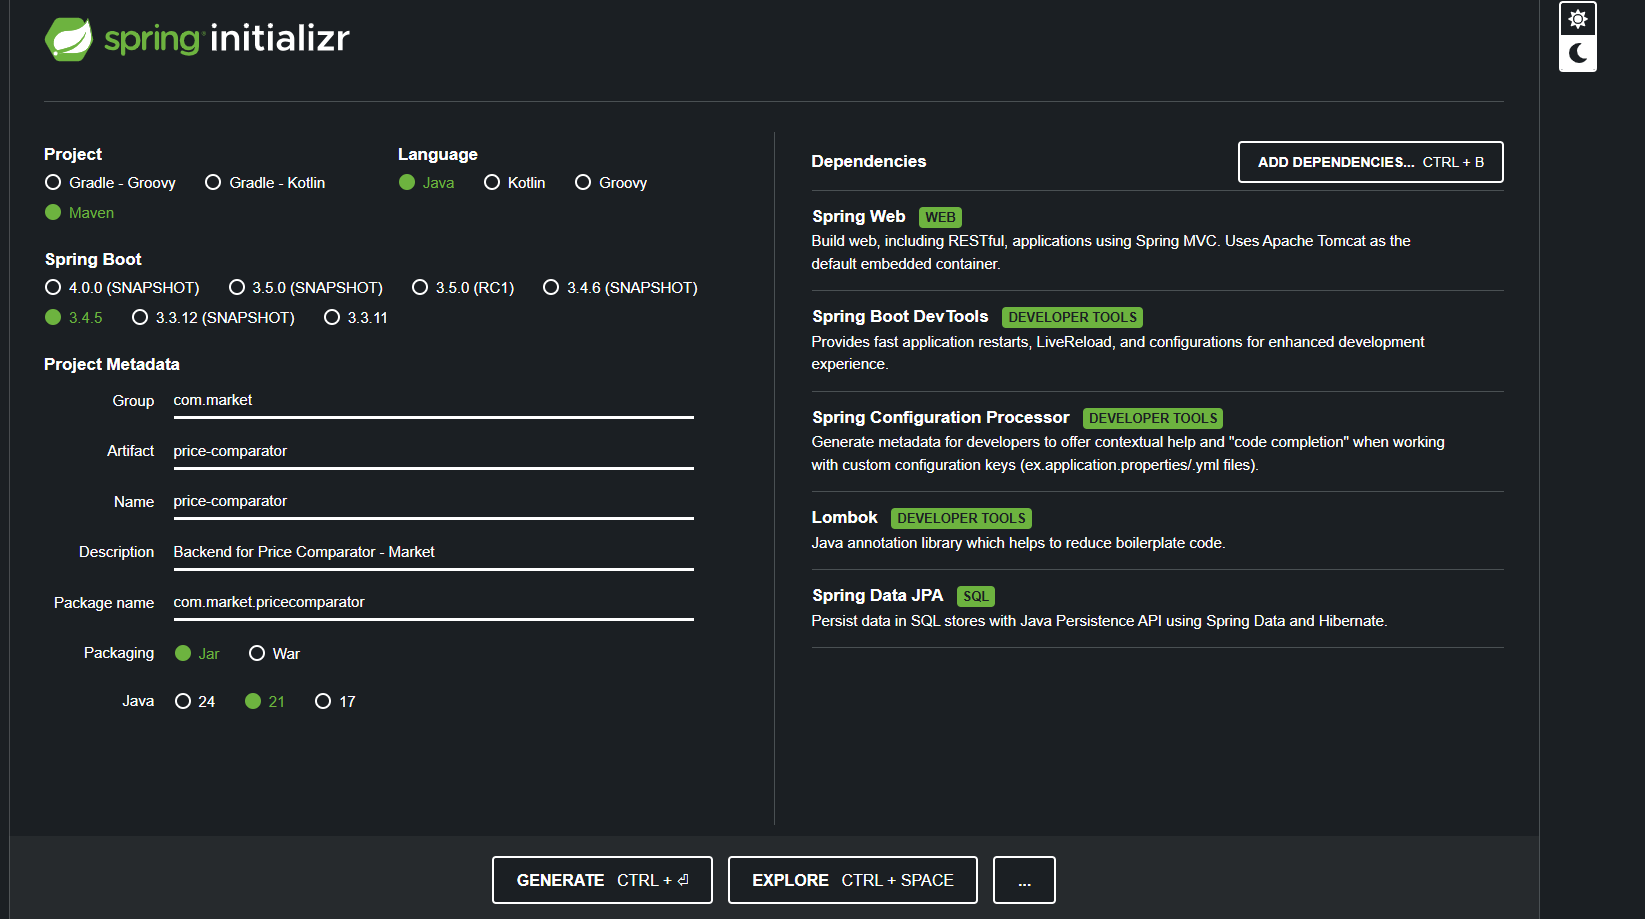 spring initializr
Project
Gradle - Groovy Gradle - Kotlin
Maven
Language
Java Kotlin Groovy
Spring Boot
4.0.0 (SNAPSHOT) 3.5.0 (SNAPSHOT) 3.5.0 (RC1) 3.4.6 (SNAPSHOT)
3.4.5 3.3.12 (SNAPSHOT) 3.3.11
Project Metadata
Group com.market
Artifact price-comparator
Name price-comparator
Description Backend for Price Comparator - Market
Package name com.market.pricecomparator
Packaging Jar War
Java 24 21 17
Dependencies ADD DEPENDENCIES... CTRL + B
Spring Web WEB
Build web, including RESTful, applications using Spring MVC. Uses Apache Tomcat as the
default embedded container.
Spring Boot DevTools DEVELOPER TOOLS
Provides fast application restarts, LiveReload, and configurations for enhanced development
experience.
Spring Configuration Processor DEVELOPER TOOLS
Generate metadata for developers to offer contextual help and "code completion" when working
with custom configuration keys (ex.application.properties/.yml files).
Lombok DEVELOPER TOOLS
Java annotation library which helps to reduce boilerplate code.
Spring Data JPA SQL
Persist data in SQL stores with Java Persistence API using Spring Data and Hibernate.
GENERATE CTRL + ⏎ EXPLORE CTRL + SPACE ...